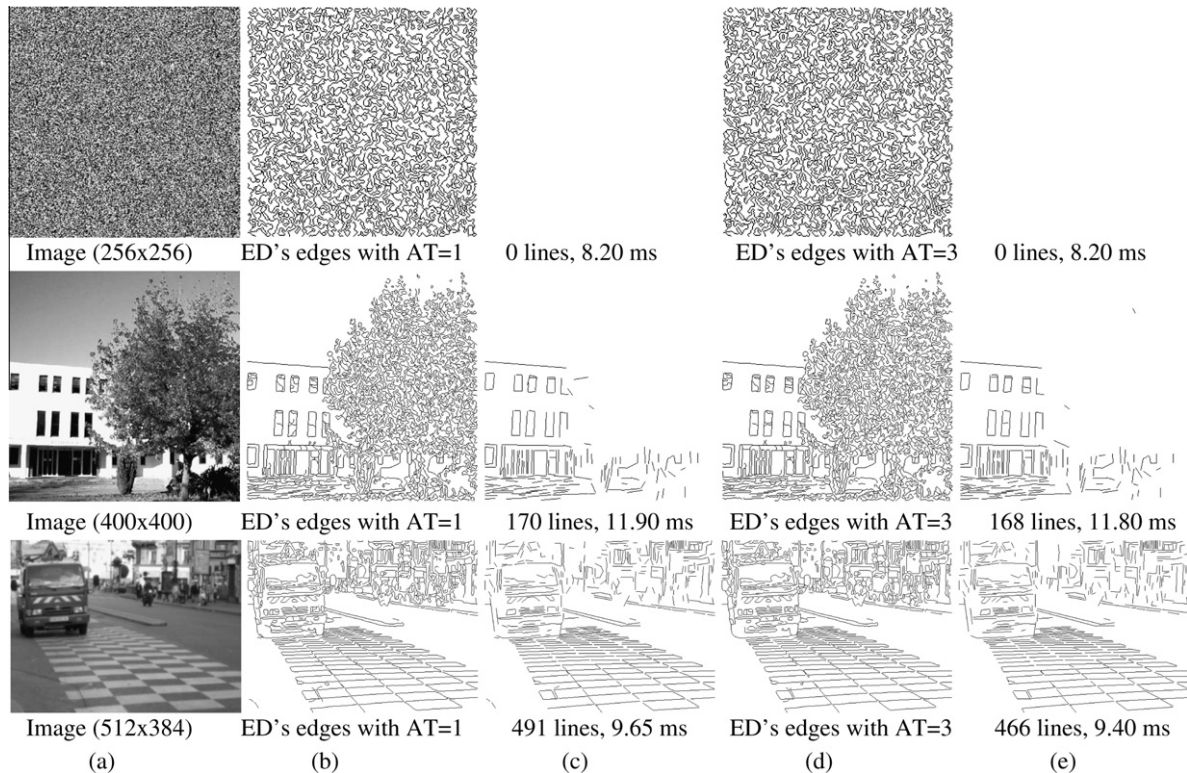 Image (256x256) ED’s edges with AT=1 0 lines, 8.20 ms ED’s edges with AT=3 0 lines, 8.20 ms
Image (400x400) ED’s edges with AT=1 170 lines, 11.90 ms ED’s edges with AT=3 168 lines, 11.80 ms
Image (512x384) ED’s edges with AT=1 491 lines, 9.65 ms ED’s edges with AT=3 466 lines, 9.40 ms
(a) (b) (c) (d) (e)